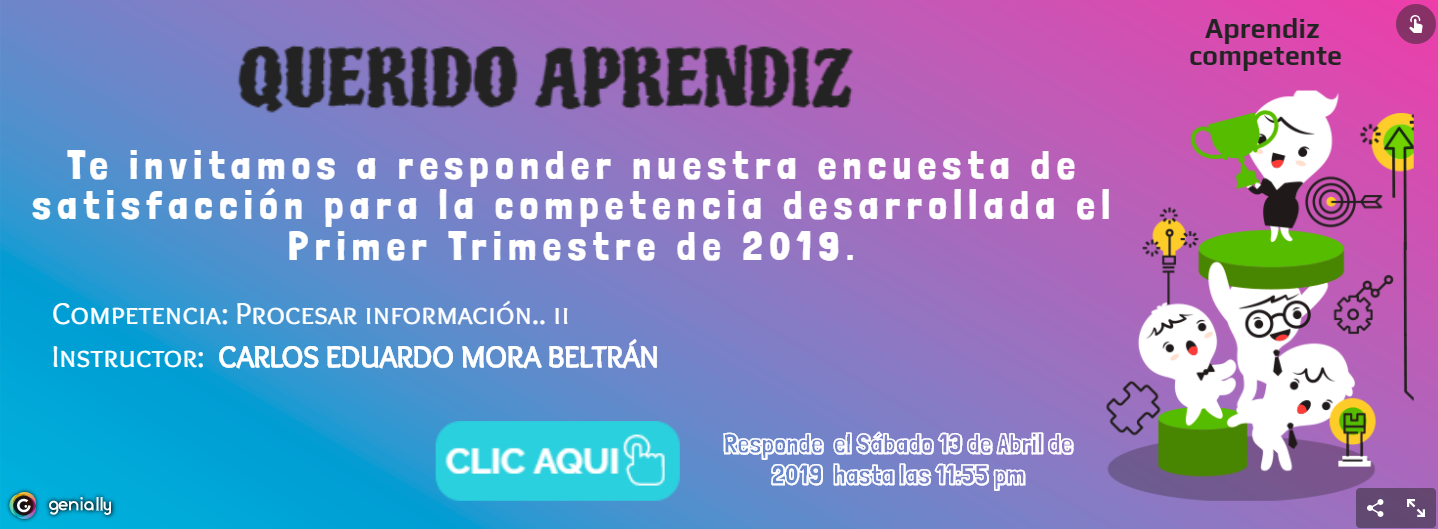 Aprendiz
competente
QUERIDO APRENDIZ
Te invitamos a responder nuestra encuesta de
satisfacción para la competencia desarrollada el
Primer Trimestre de 2019.
Competencia: Procesar información.. ii
Instructor: CARLOS EDUARDO MORA BELTRÁN
CLIC AQUI
Responde el Sábado 13 de Abril de
2019 hasta las 11:55 pm
G genially